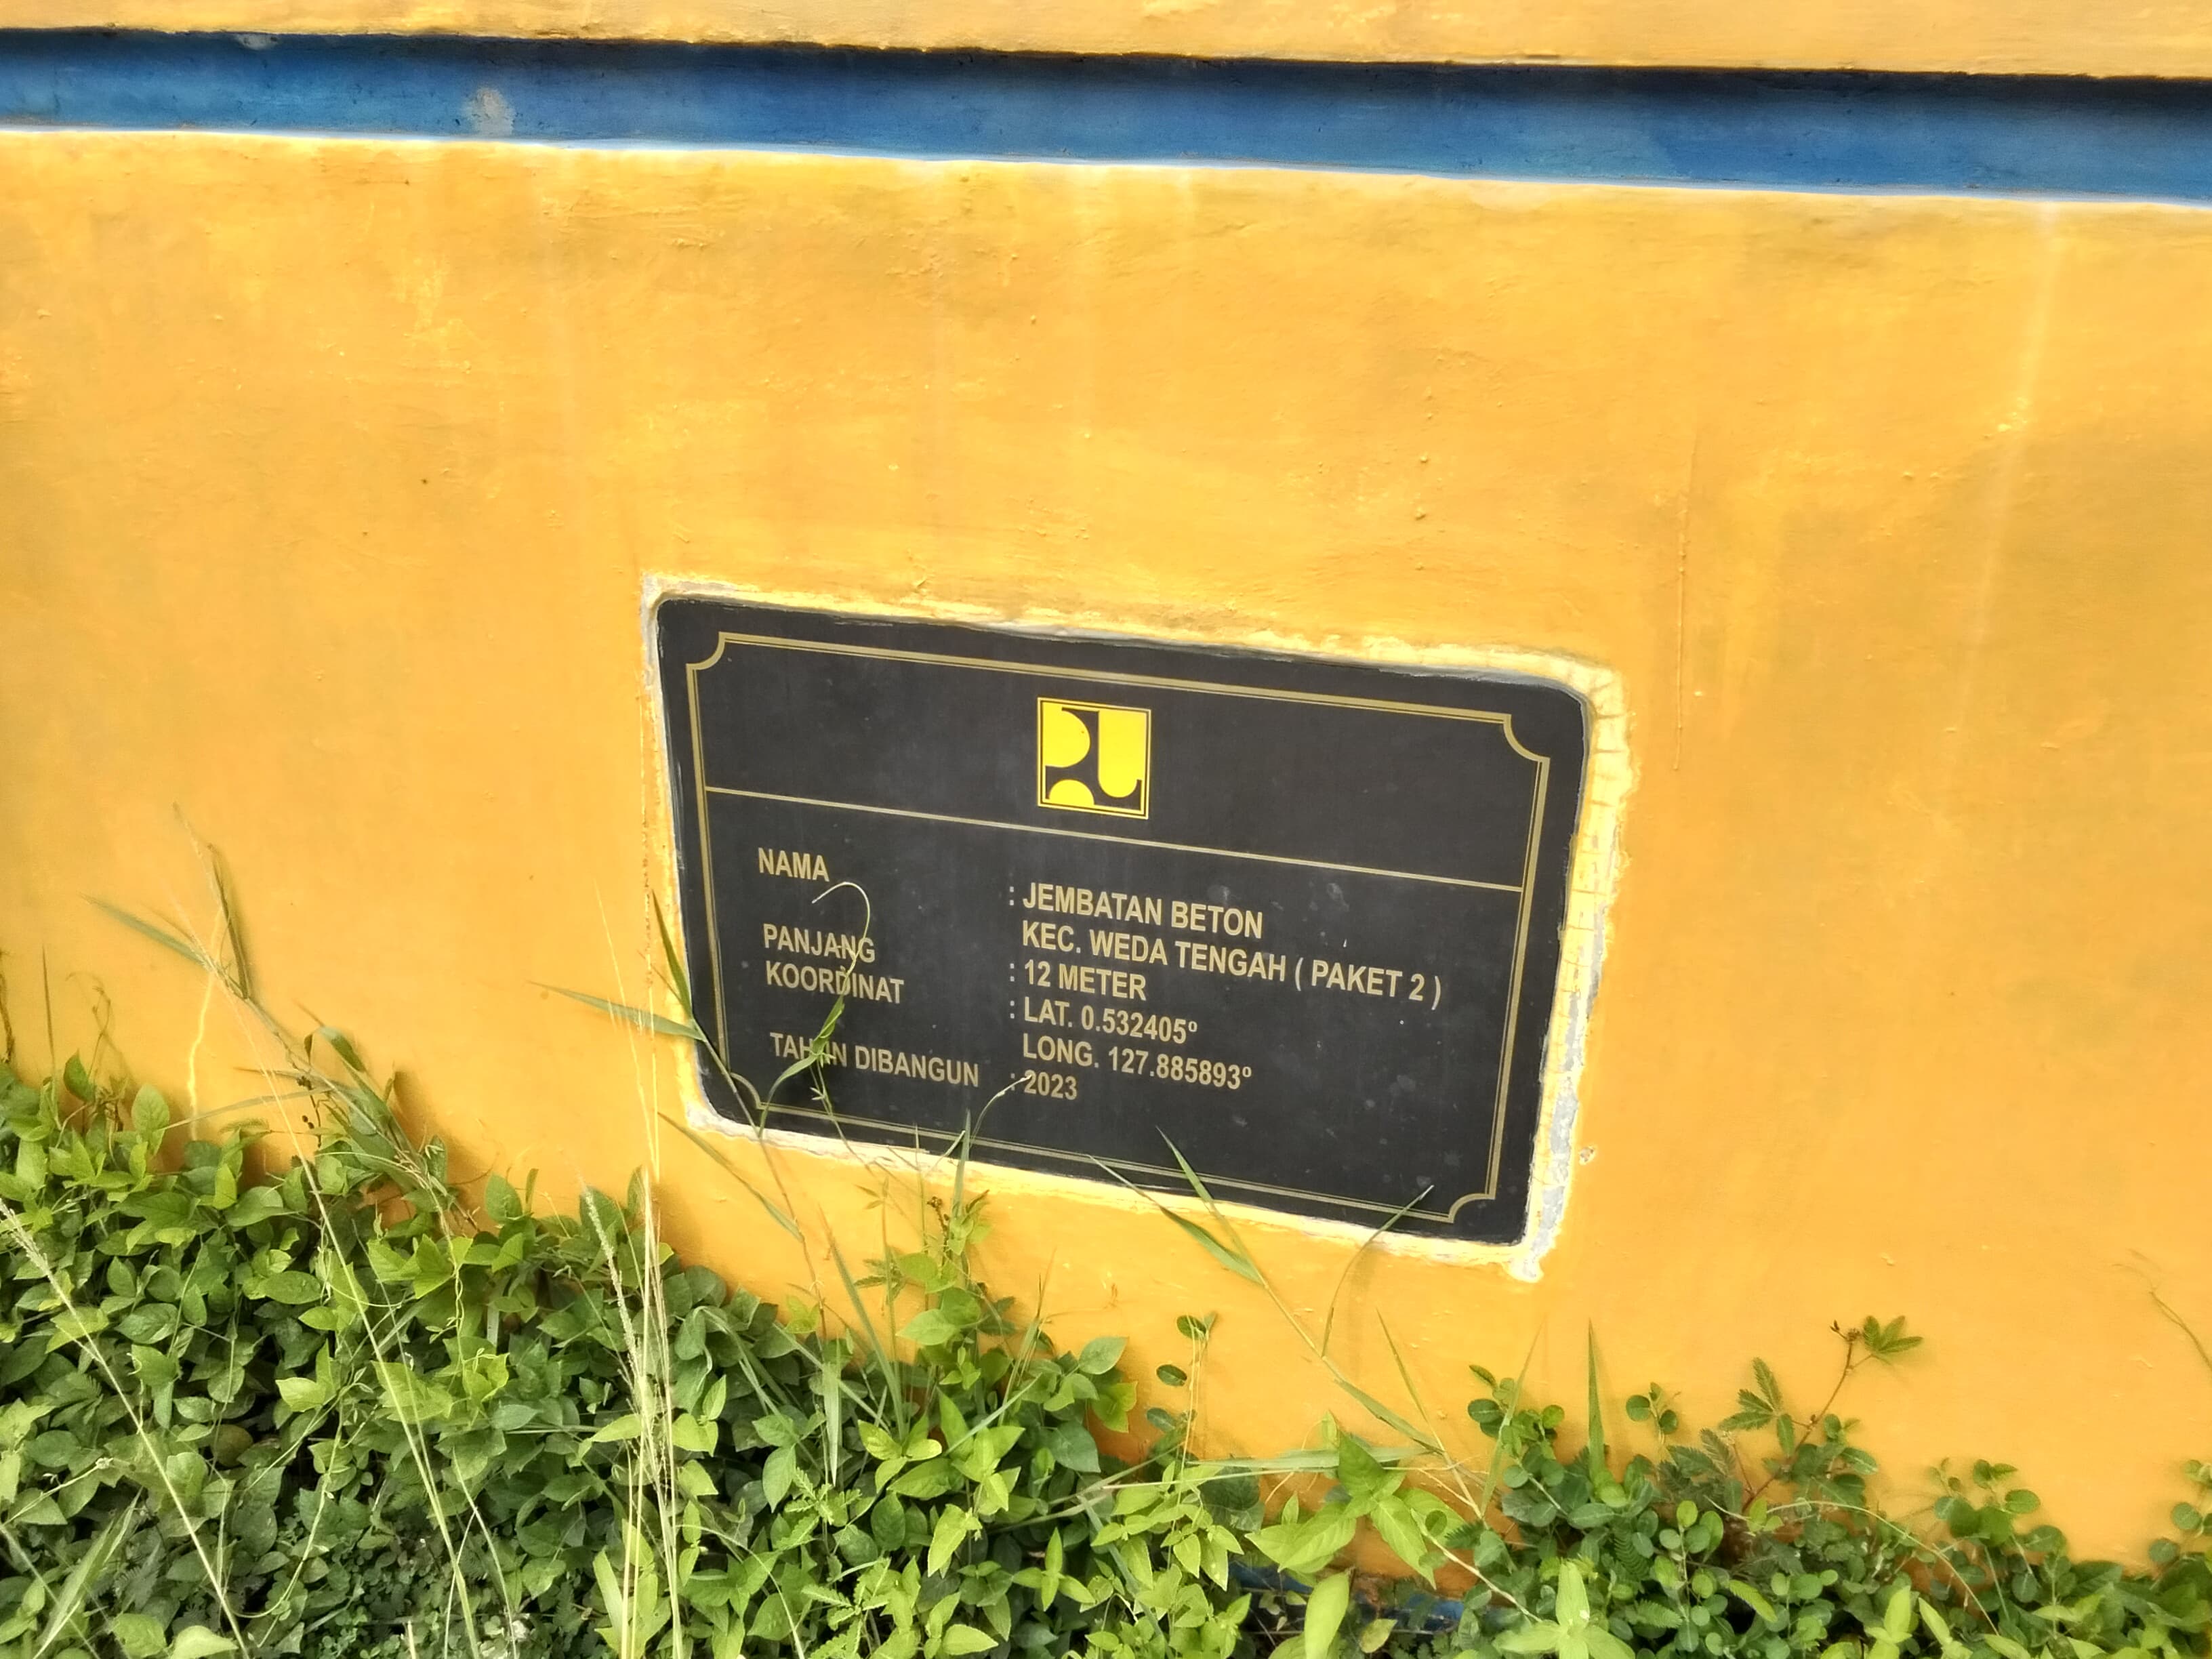 NAMA : JEMBATAN BETON
KEC. WEDA TENGAH ( PAKET 2 )
PANJANG : 12 METER
KOORDINAT : LAT. 0.532405º
LONG. 127.885893º
TAHUN DIBANGUN : 2023